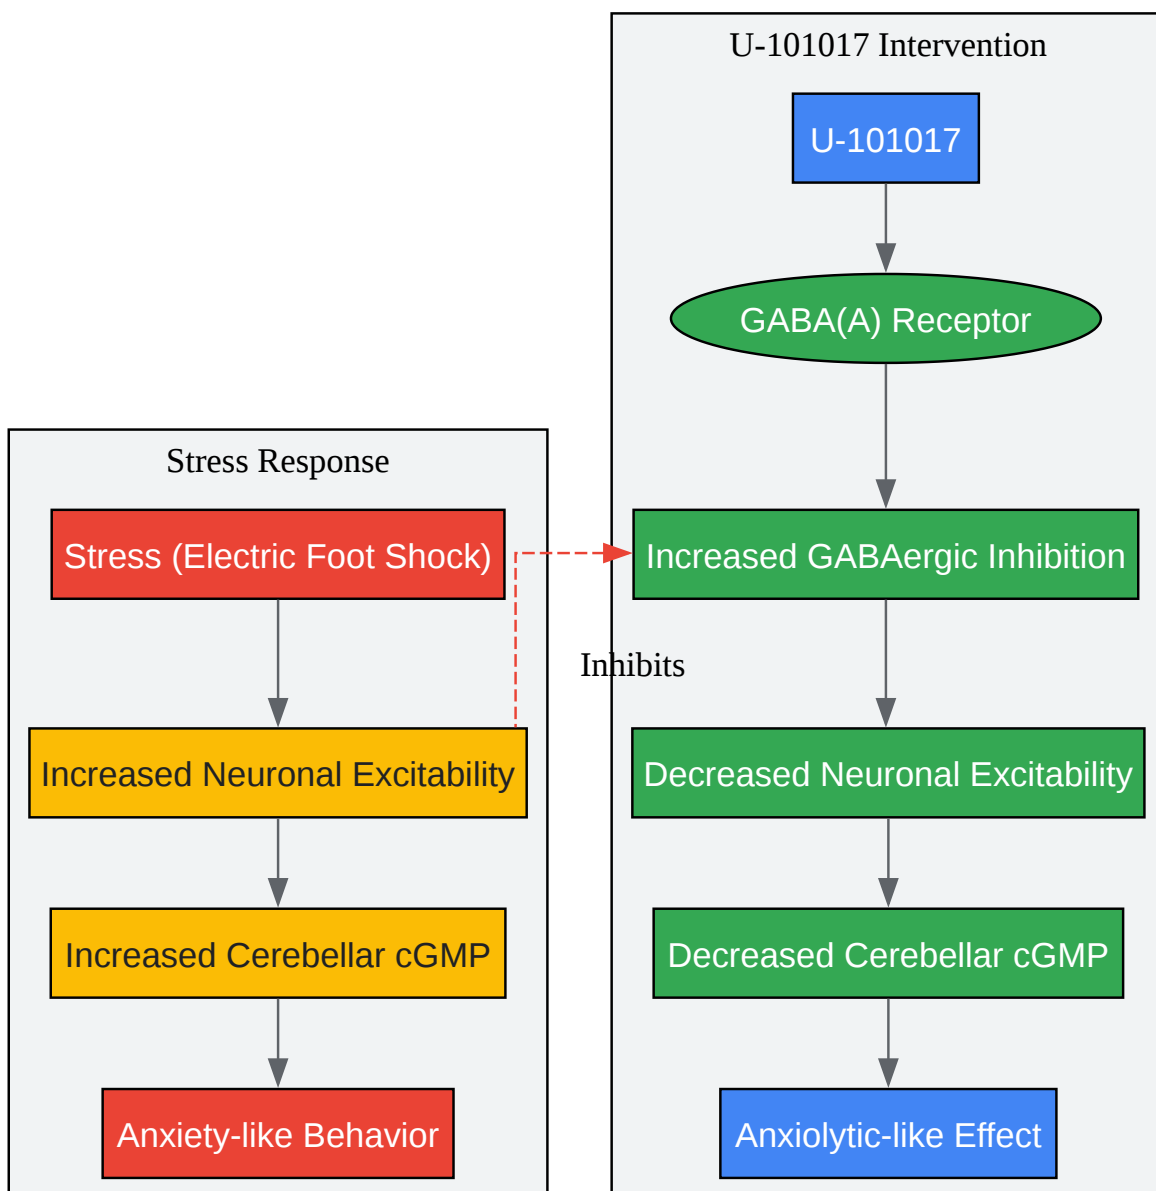 U-101017 Intervention
U-101017
GABA(A) Receptor
Stress Response
Stress (Electric Foot Shock)
Increased GABAergic Inhibition
Inhibits
Increased Neuronal Excitability
Decreased Neuronal Excitability
Increased Cerebellar cGMP
Decreased Cerebellar cGMP
Anxiety-like Behavior
Anxiolytic-like Effect